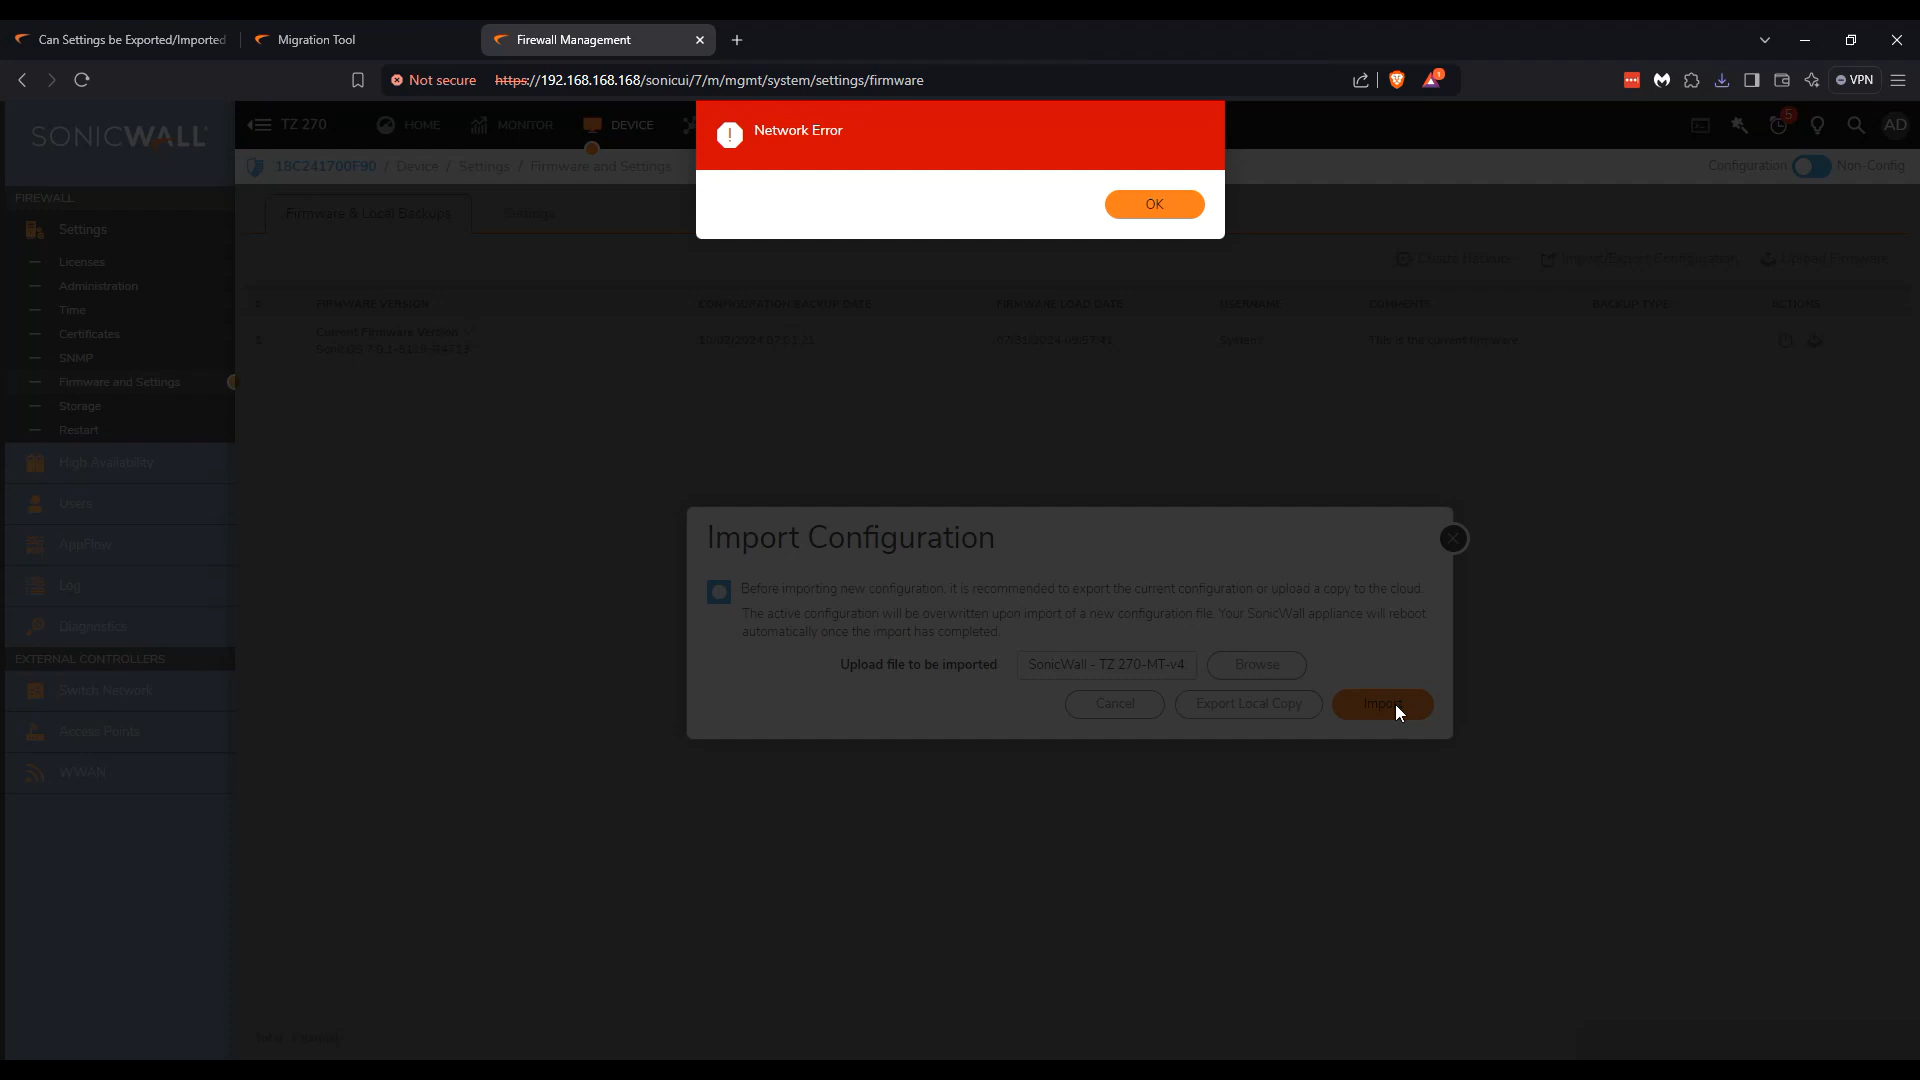 Can Settings be Exported/Imported
Migration Tool
Firewall Management
Not secure
https://192.168.168.168/sonicui/7/m/mgmt/system/settings/firmware
1
VPN
Network Error
OK
SONICWALL
TZ 270
HOME
MONITOR
DEVICE
5
AD
18C241700F90 / Device / Settings / Firmware and Settings
Configuration
Non-Config
FIREWALL
Settings
Licenses
Administration
Time
Certificates
SNMP
Firmware and Settings
Storage
Restart
High Availability
Users
AppFlow
Log
Diagnostics
EXTERNAL CONTROLLERS
Switch Network
Access Points
WWAN
Firmware & Local Backups
Settings
Create Backup
Import/Export Configuration
Upload Firmware
#
FIRMWARE VERSION
CONFIGURATION BACKUP DATE
FIRMWARE LOAD DATE
USERNAME
COMMENTS
BACKUP TYPE
ACTIONS
Current Firmware Version
System
This is the current firmware
Import Configuration
Before importing new configuration, it is recommended to export the current configuration or upload a copy to the cloud.
The active configuration will be overwritten upon import of a new configuration file. Your SonicWall appliance will reboot
automatically once the import has completed.
Upload file to be imported
SonicWall - TZ 270-MT-v4
Browse
Cancel
Export Local Copy
Import